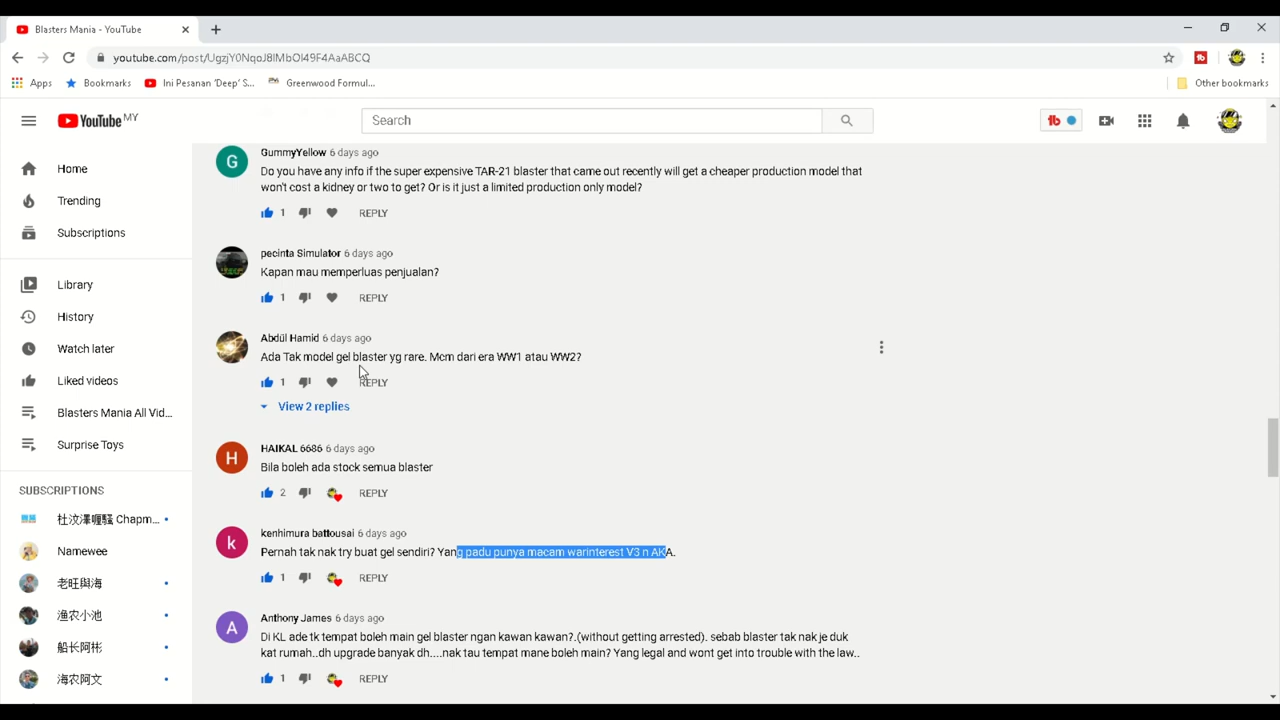 Blasters Mania - YouTube
youtube.com/post/UgzjY0NqaJ8lMbOl49F4AaABCQ
Apps
Bookmarks
Ini Pesanan 'Deep' S...
Greenwood Formul...
Other bookmarks
YouTube MY
Search
Home
Trending
Subscriptions
Library
History
Watch later
Liked videos
Blasters Mania All Vid...
Surprise Toys
SUBSCRIPTIONS
Chapm...
Namewee
老旺與海
渔农小池
船长阿彬
海农阿文
G
GummyYellow 6 days ago
Do you have any info if the super expensive TAR-21 blaster that came out recently will get a cheaper production model that
won't cost a kidney or two to get? Or is it just a limited production only model?
1 REPLY
pecinta Simulator 6 days ago
Kapan mau memperluas penjualan?
1 REPLY
Abdül Hamid 6 days ago
Ada Tak model gel blaster yg rare. Mcm dari era WW1 atau WW2?
1 REPLY
View 2 replies
H
HAIKAL 6686 6 days ago
Bila boleh ada stock semua blaster
2 REPLY
k
kenhimura battousai 6 days ago
Pernah tak nak try buat gel sendiri? Yang padu punya macam warinterest V3 n AKA.
1 REPLY
A
Anthony James 6 days ago
Di KL ade tk tempat boleh main gel blaster ngan kawan kawan?.(without getting arrested). sebab blaster tak nak je duk
kat rumah..dh upgrade banyak dh....nak tau tempat mane boleh main? Yang legal and wont get into trouble with the law..
1 REPLY